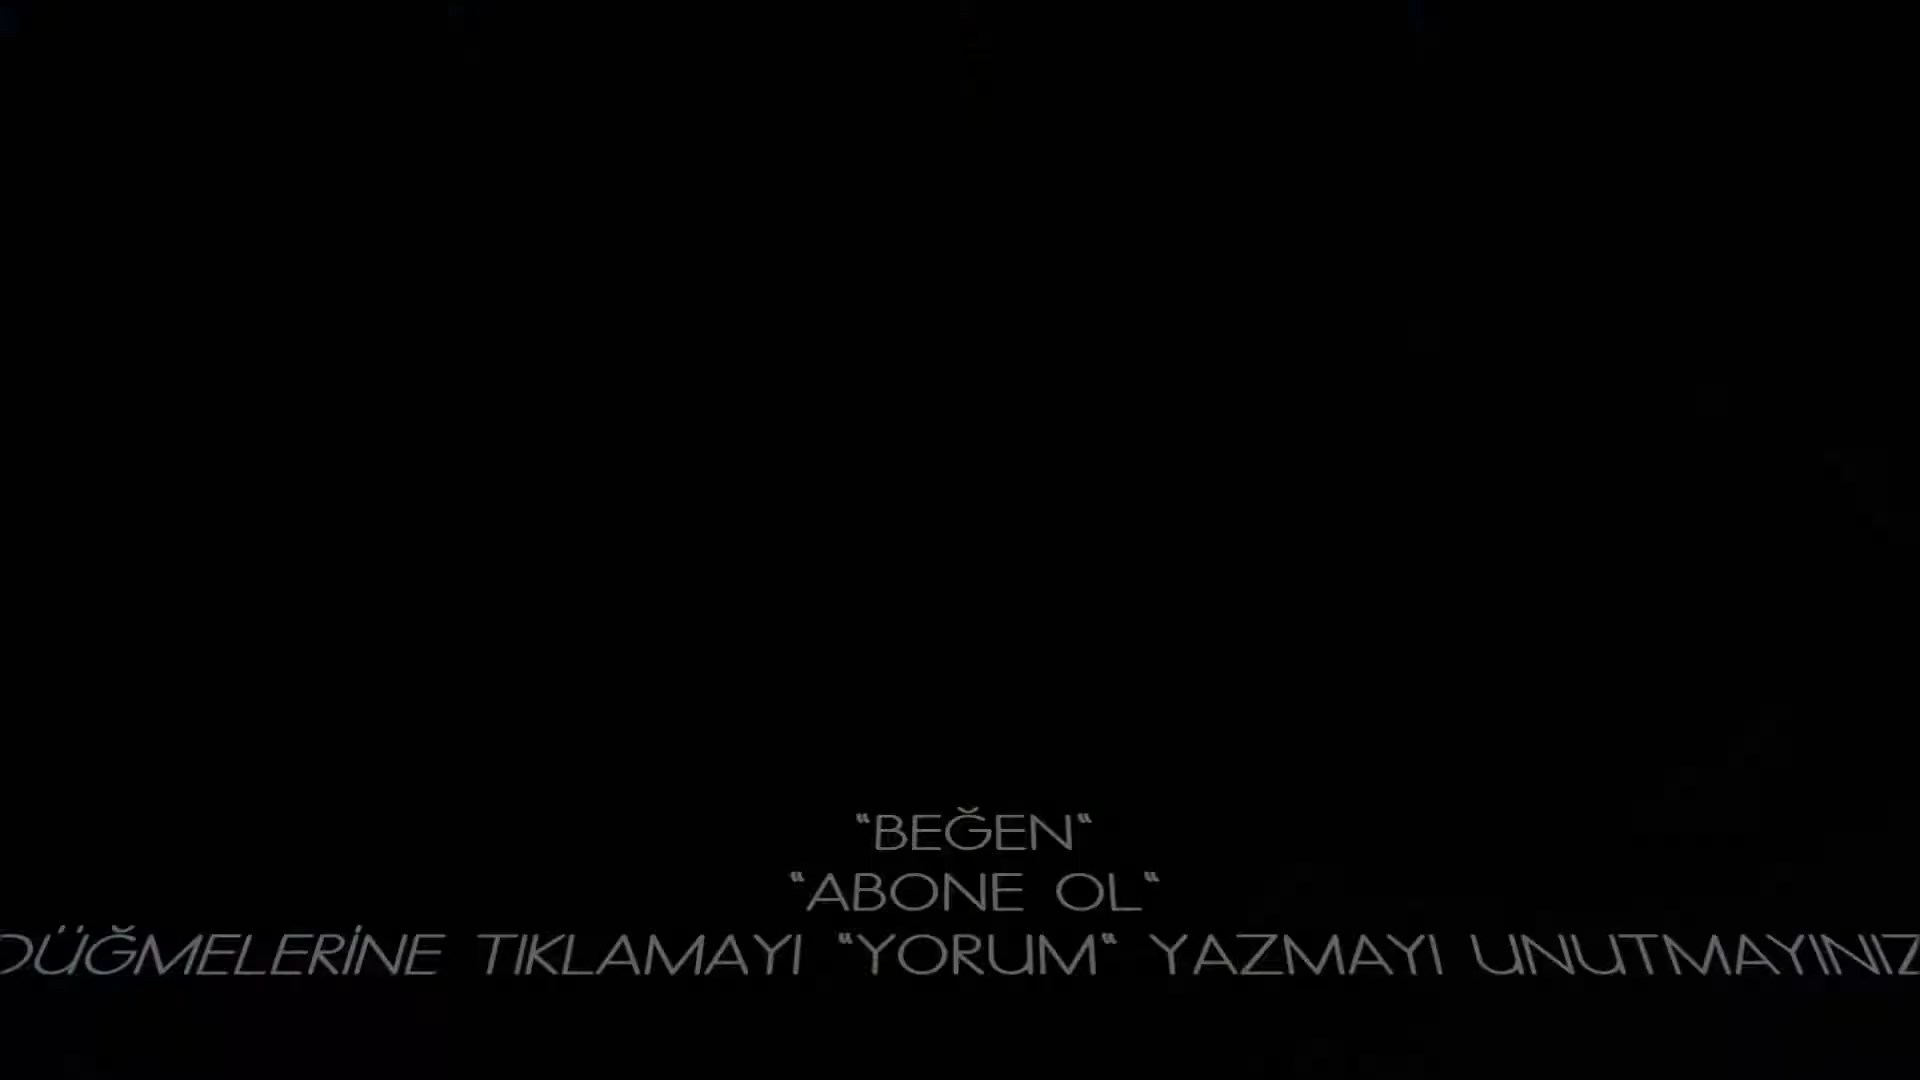 "BEĞEN"
"ABONE OL"
DÜĞMELERİNE TIKLAMAYI "YORUM" YAZMAYI UNUTMAYINIZ